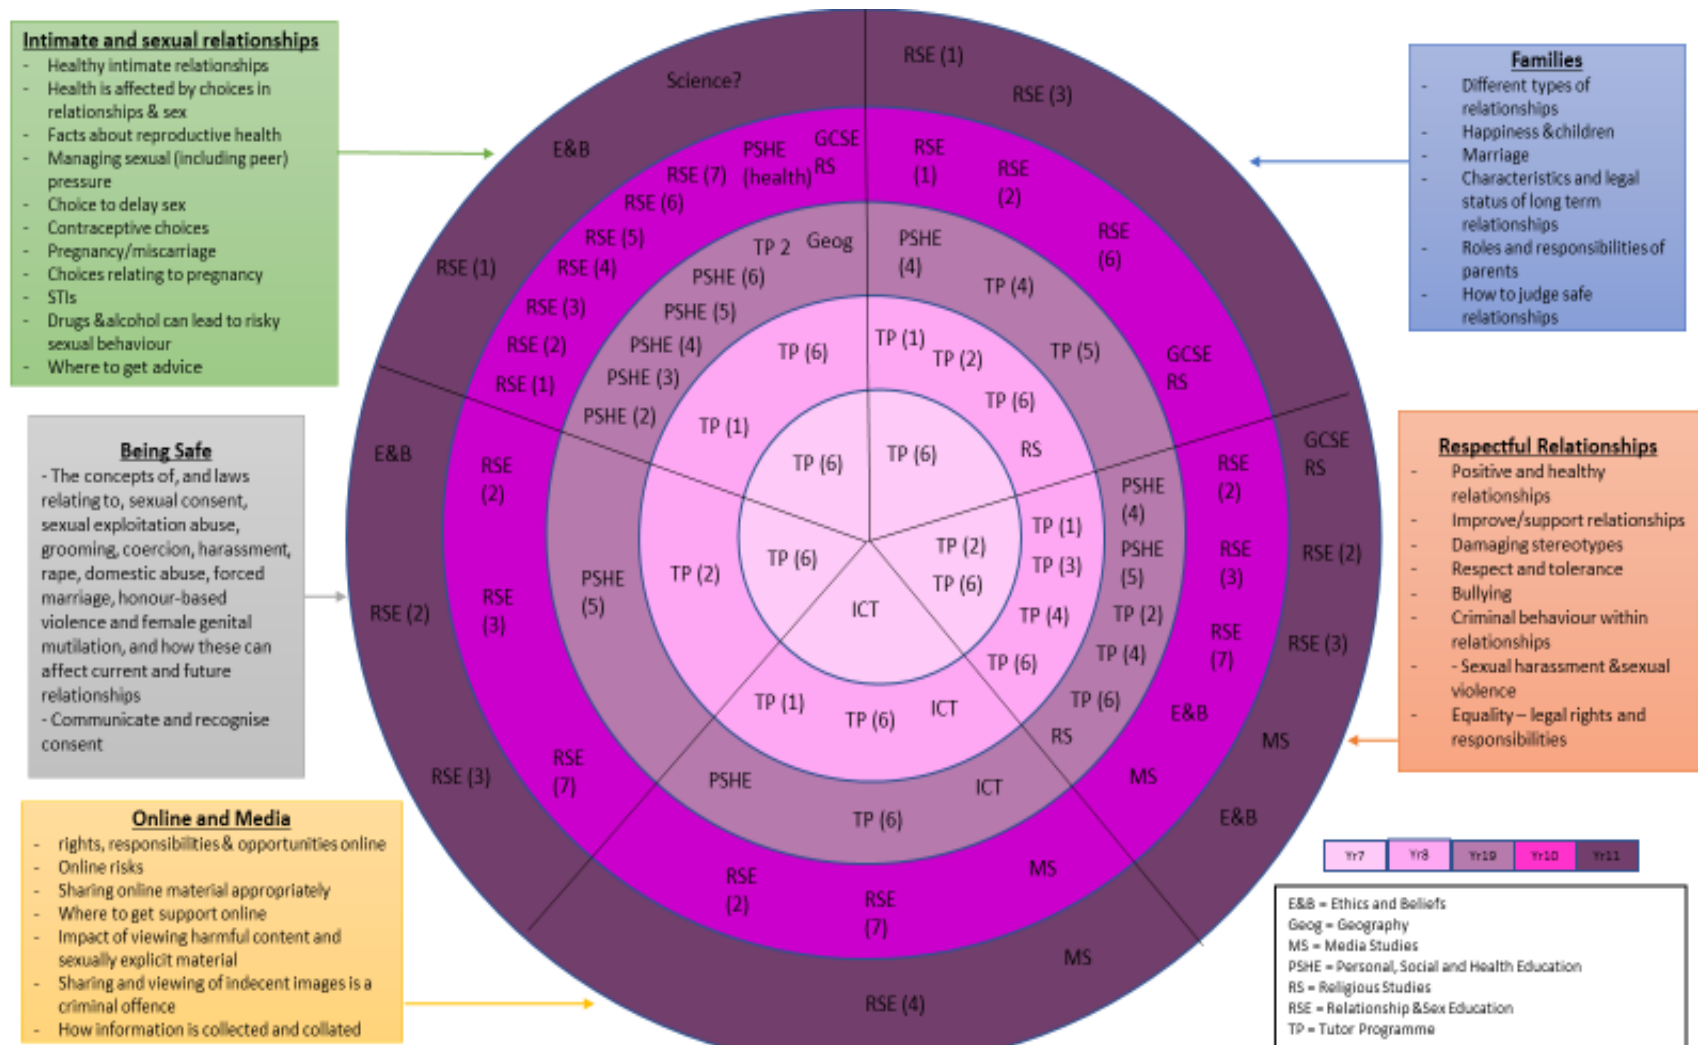 Intimate and sexual relationships
- Healthy intimate relationships
- Health is affected by choices in
relationships & sex
- Facts about reproductive health
- Managing sexual (including peer)
pressure
- Choice to delay sex
- Contraceptive choices
- Pregnancy/miscarriage
- Choices relating to pregnancy
- STIs
- Drugs &alcohol can lead to risky
sexual behaviour
- Where to get advice
Being Safe
- The concepts of, and laws
relating to, sexual consent,
sexual exploitation abuse,
grooming, coercion, harassment,
rape, domestic abuse, forced
marriage, honour-based
violence and female genital
mutilation, and how these can
affect current and future
relationships
- Communicate and recognise
consent
Online and Media
- rights, responsibilities & opportunities online
- Online risks
- Sharing online material appropriately
- Where to get support online
- Impact of viewing harmful content and
sexually explicit material
- Sharing and viewing of indecent images is a
criminal offence
- How information is collected and collated
Science?
E&B
RSE (1)
GCSE
RS
PSHE
(health)
RSE (7)
RSE (6)
RSE (5)
RSE (4)
RSE (3)
RSE (2)
RSE (1)
Geog
TP 2
PSHE (6)
PSHE (5)
PSHE (4)
PSHE (3)
PSHE (2)
TP (6)
TP (1)
TP (6)
RSE (1)
RSE (3)
RSE
(1)
RSE
(2)
RSE
(6)
GCSE
RS
PSHE
(4)
TP (4)
TP (5)
TP (1)
TP (2)
TP (6)
RS
TP (6)
E&B
RSE (2)
RSE (3)
RSE
(2)
RSE
(3)
RSE
(7)
PSHE
(5)
TP (2)
TP (6)
TP (2)
TP (6)
TP (1)
TP (3)
TP (4)
TP (6)
PSHE
(4)
PSHE
(5)
TP (2)
TP (4)
TP (6)
RS
RSE
(2)
RSE
(3)
RSE
(7)
E&B
MS
GCSE
RS
RSE (2)
RSE (3)
MS
E&B
ICT
TP (1)
TP (6)
ICT
PSHE
TP (6)
ICT
RSE
(2)
RSE
(7)
MS
RSE (4)
MS
Families
- Different types of
relationships
- Happiness &children
- Marriage
- Characteristics and legal
status of long term
relationships
- Roles and responsibilities of
parents
- How to judge safe
relationships
Respectful Relationships
- Positive and healthy
relationships
- Improve/support relationships
- Damaging stereotypes
- Respect and tolerance
- Bullying
- Criminal behaviour within
relationships
- - Sexual harassment &sexual
violence
- Equality – legal rights and
responsibilities
Yr7 Yr8 Yr19 Yr10 Yr11
E&B = Ethics and Beliefs
Geog = Geography
MS = Media Studies
PSHE = Personal, Social and Health Education
RS = Religious Studies
RSE = Relationship &Sex Education
TP = Tutor Programme